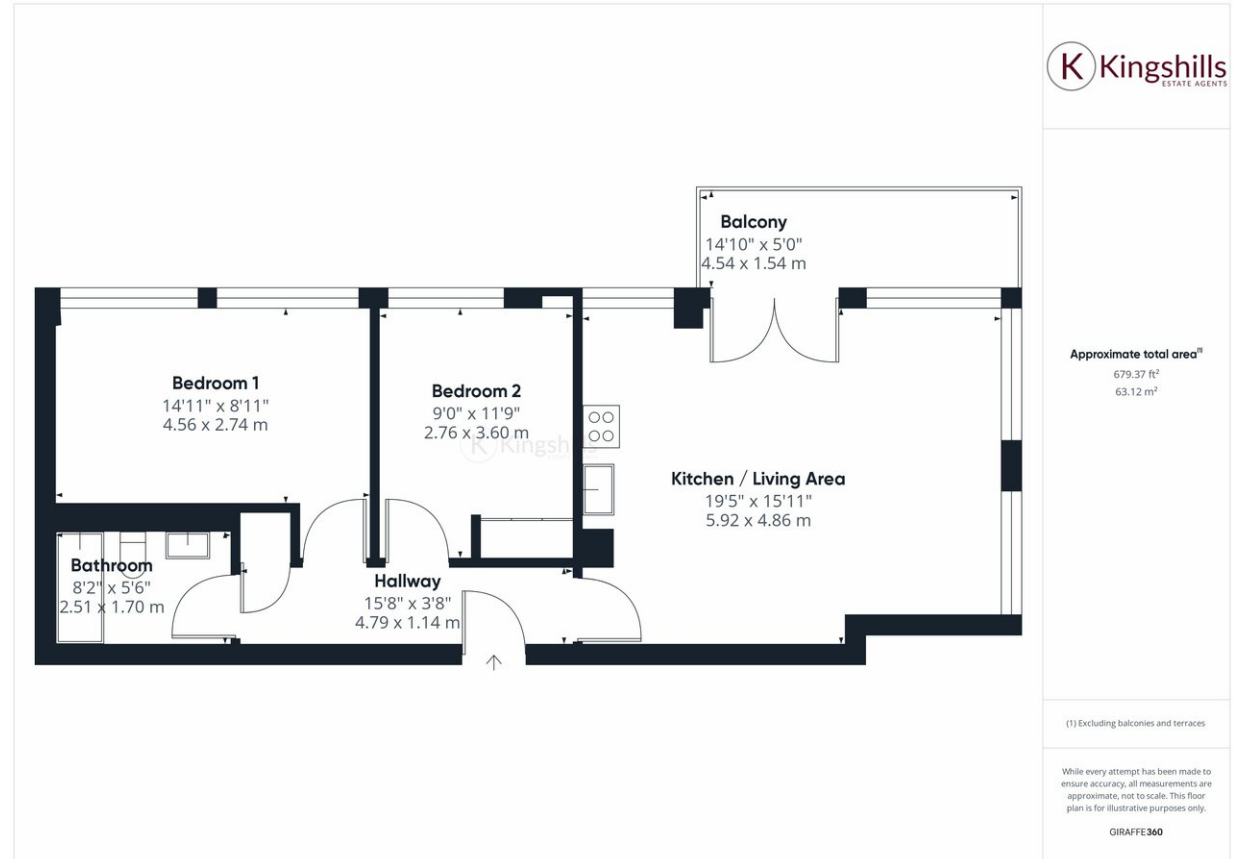 K Kingshills
ESTATE AGENTS
Balcony
14'10" x 5'0"
4.54 x 1.54 m
Bedroom 1
14'11" x 8'11"
4.56 x 2.74 m
Bedroom 2
9'0" x 11'9"
2.76 x 3.60 m
K Kingshills
Kitchen / Living Area
19'5" x 15'11"
5.92 x 4.86 m
Bathroom
8'2" x 5'6"
2.51 x 1.70 m
Hallway
15'8" x 3'8"
4.79 x 1.14 m
Approximate total area(1)
679.37 ft²
63.12 m²
(1) Excluding balconies and terraces
While every attempt has been made to
ensure accuracy, all measurements are
approximate, not to scale. This floor
plan is for illustrative purposes only.
GIRAFFE360